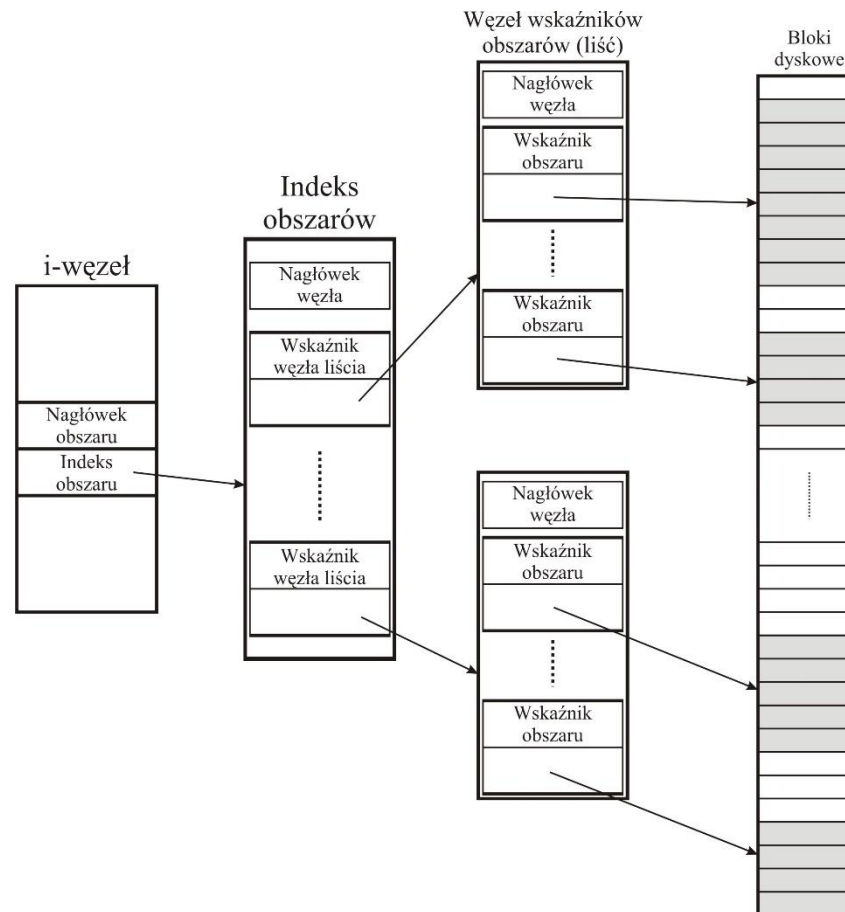 i-węzeł
Nagłówek
obszaru
Indeks
obszaru
Indeks
obszarów
Nagłówek
węzła
Wskaźnik
węzła liścia
Wskaźnik
węzła liścia
Węzeł wskaźników
obszarów (liść)
Nagłówek
węzła
Wskaźnik
obszaru
Wskaźnik
obszaru
Nagłówek
węzła
Wskaźnik
obszaru
Wskaźnik
obszaru
Bloki
dyskowe